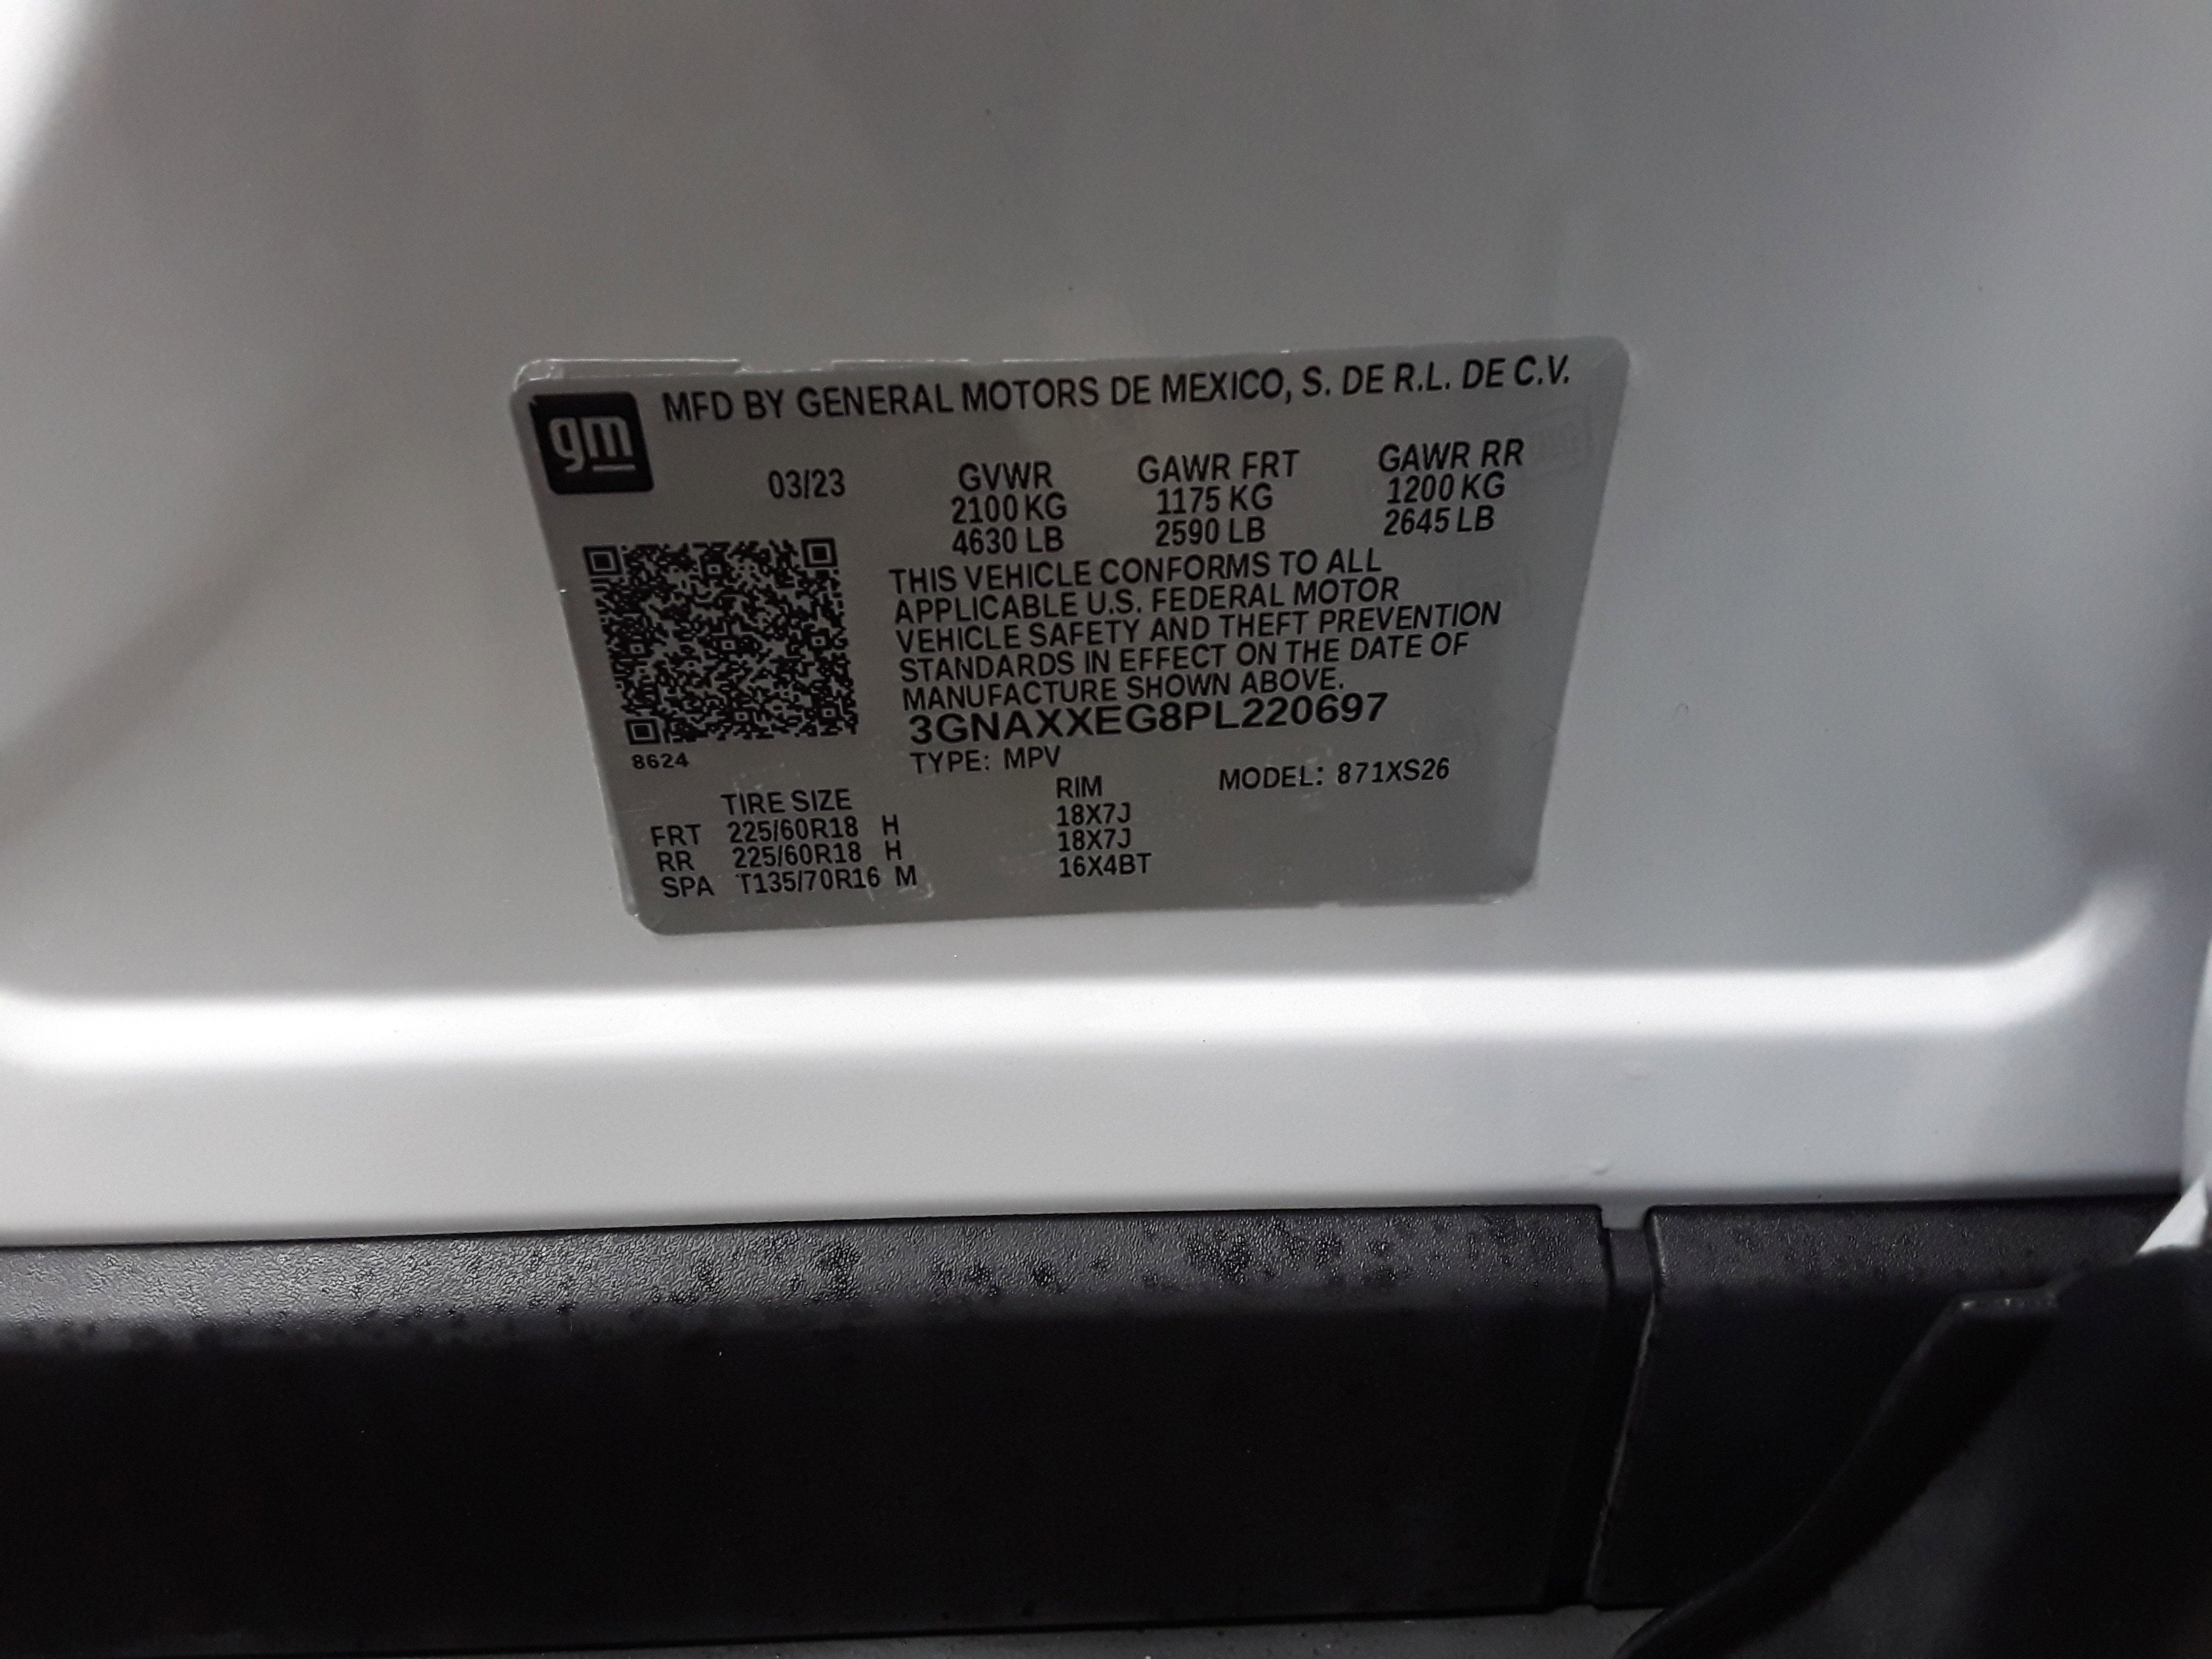 gm
MFD BY GENERAL MOTORS DE MEXICO, S. DE R.L. DE C.V.
03/23 GVWR GAWR FRT GAWR RR
2100 KG 1175 KG 1200 KG
4630 LB 2590 LB 2645 LB
THIS VEHICLE CONFORMS TO ALL
APPLICABLE U.S. FEDERAL MOTOR
VEHICLE SAFETY AND THEFT PREVENTION
STANDARDS IN EFFECT ON THE DATE OF
MANUFACTURE SHOWN ABOVE.
3GNAXXEG8PL220697
8624
TYPE: MPV MODEL: 871XS26
TIRE SIZE RIM
FRT 225/60R18 H 18X7J
RR 225/60R18 H 18X7J
SPA T135/70R16 M 16X4BT